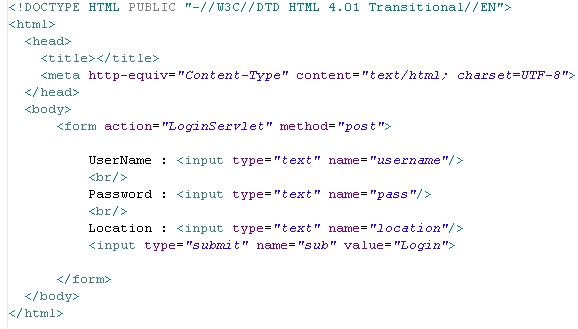 <!DOCTYPE HTML PUBLIC "-//W3C//DTD HTML 4.01 Transitional//EN">
<html>
  <head>
    <title></title>
    <meta http-equiv="Content-Type" content="text/html; charset=UTF-8">
  </head>
  <body>
      <form action="LoginServlet" method="post">
          UserName : <input type="text" name="username"/>
          <br/>
          Password : <input type="text" name="pass"/>
          <br/>
          Location : <input type="text" name="location"/>
          <input type="submit" name="sub" value="Login">
      </form>
  </body>
</html>